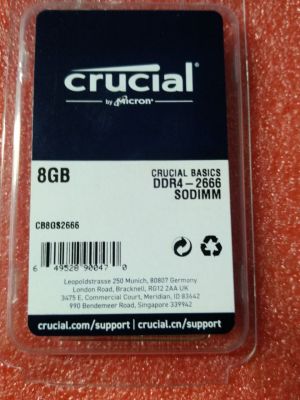 crucial
by Micron
8GB
CRUCIAL BASICS
DDR4-2666
SODIMM
CB8GS2666
6 49528 90047 0
Leopoldstrasse 250 Munich, 80807 Germany
London Road, Bracknell, RG12 2AA UK
3475 E. Commercial Court, Meridian, ID 83642
990 Bendemeer Road, Singapore 339942
crucial.com/support | crucial.cn/support